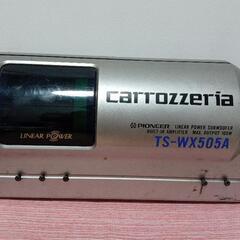 carrozzeria
PIONEER LINEAR POWER SUBWOOFER
BUILT-IN AMPLIFIER MAX. OUTPUT 100W
LINEAR POWER
TS-WX505A